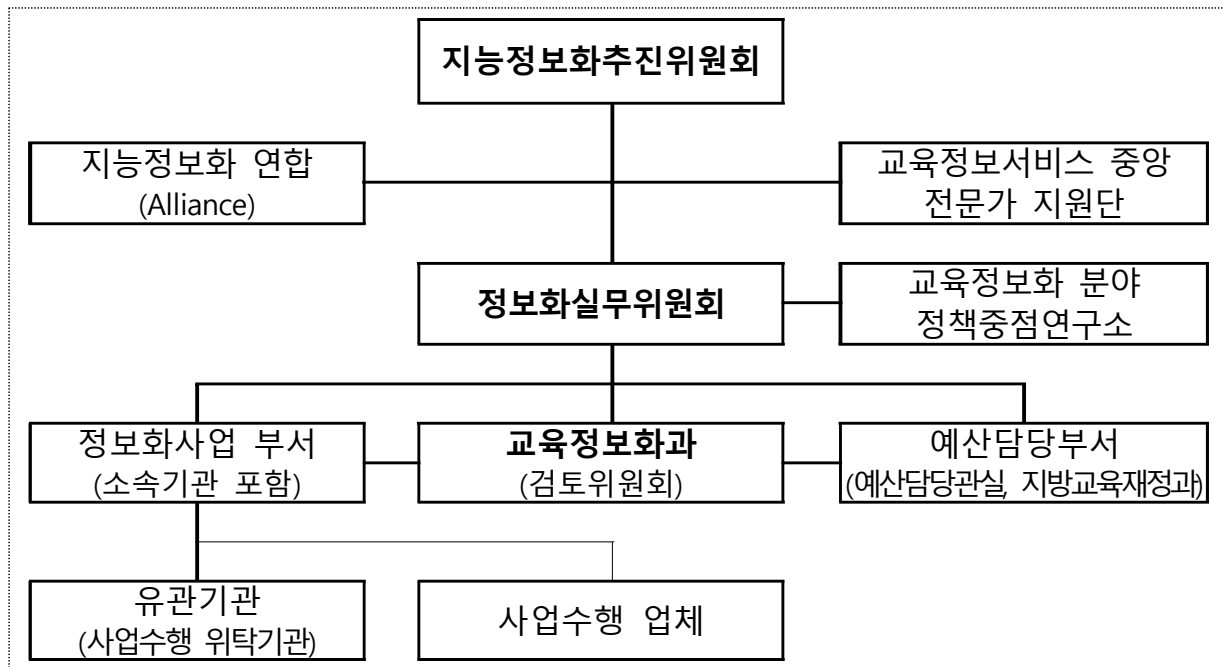 지능정보화추진위원회
지능정보화 연합
(Alliance)
교육정보서비스 중앙
전문가 지원단
정보화실무위원회
교육정보화 분야
정책중점연구소
정보화사업 부서
(소속기관 포함)
교육정보화과
(검토위원회)
예산담당부서
(예산담당관실, 지방교육재정과)
유관기관
(사업수행 위탁기관)
사업수행 업체